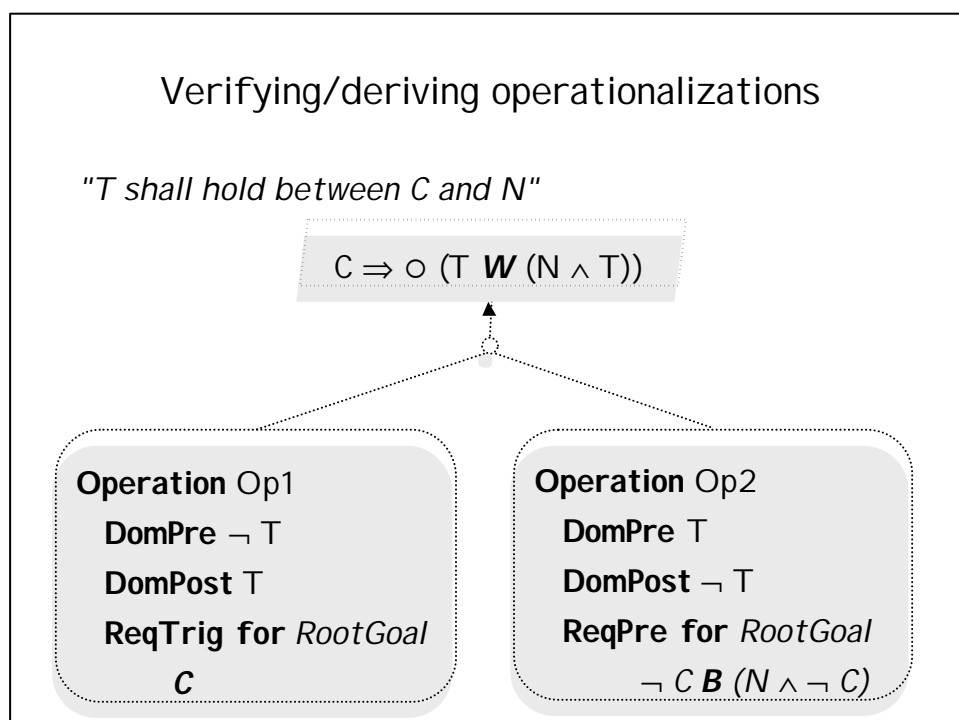 Verifying/deriving operationalizations
"T shall hold between C and N"
C ⇒ ○ (T W (N ∧ T))
Operation Op1
DomPre ¬ T
DomPost T
ReqTrig for RootGoal
C
Operation Op2
DomPre T
DomPost ¬ T
ReqPre for RootGoal
¬ C B (N ∧ ¬ C)